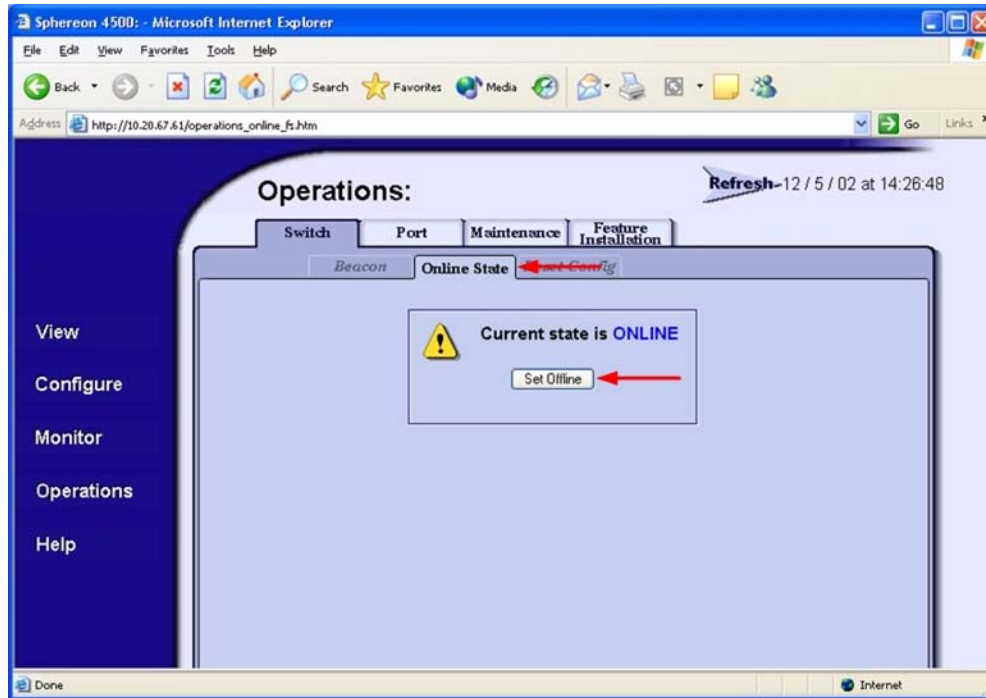 Sphereon 4500: - Microsoft Internet Explorer
File Edit View Favorites Tools Help
Back Search Favorites Media
Address http://10.20.67.61/operations_online_fs.htm Go Links
Operations:
Refresh-12 / 5 / 02 at 14:26:48
Switch Port Maintenance Feature Installation
Beacon Online State Reset Config
View
Configure
Monitor
Operations
Help
Current state is ONLINE
Set Offline
Done Internet